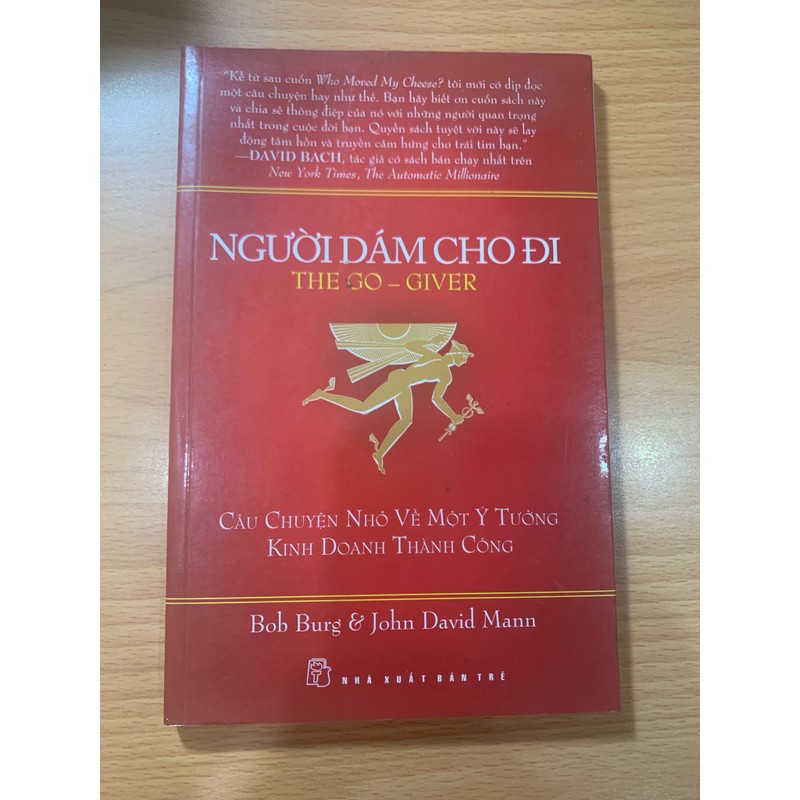 “Kể từ sau cuốn Who Moved My Cheese? tôi mới có dịp đọc
một câu chuyện hay như thế. Bạn hãy biết ơn cuốn sách này
và chia sẻ thông điệp của nó với những người quan trọng
nhất trong cuộc đời bạn. Quyển sách tuyệt vời này sẽ lay
động tâm hồn và truyền cảm hứng cho trái tim bạn.”
—DAVID BACH, tác giả có sách bán chạy nhất trên
New York Times, The Automatic Millionaire
NGƯỜI DÁM CHO ĐI
THE GO – GIVER
CÂU CHUYỆN NHỎ VỀ MỘT Ý TƯỞNG
KINH DOANH THÀNH CÔNG
Bob Burg & John David Mann
NHÀ XUẤT BẢN TRẺ